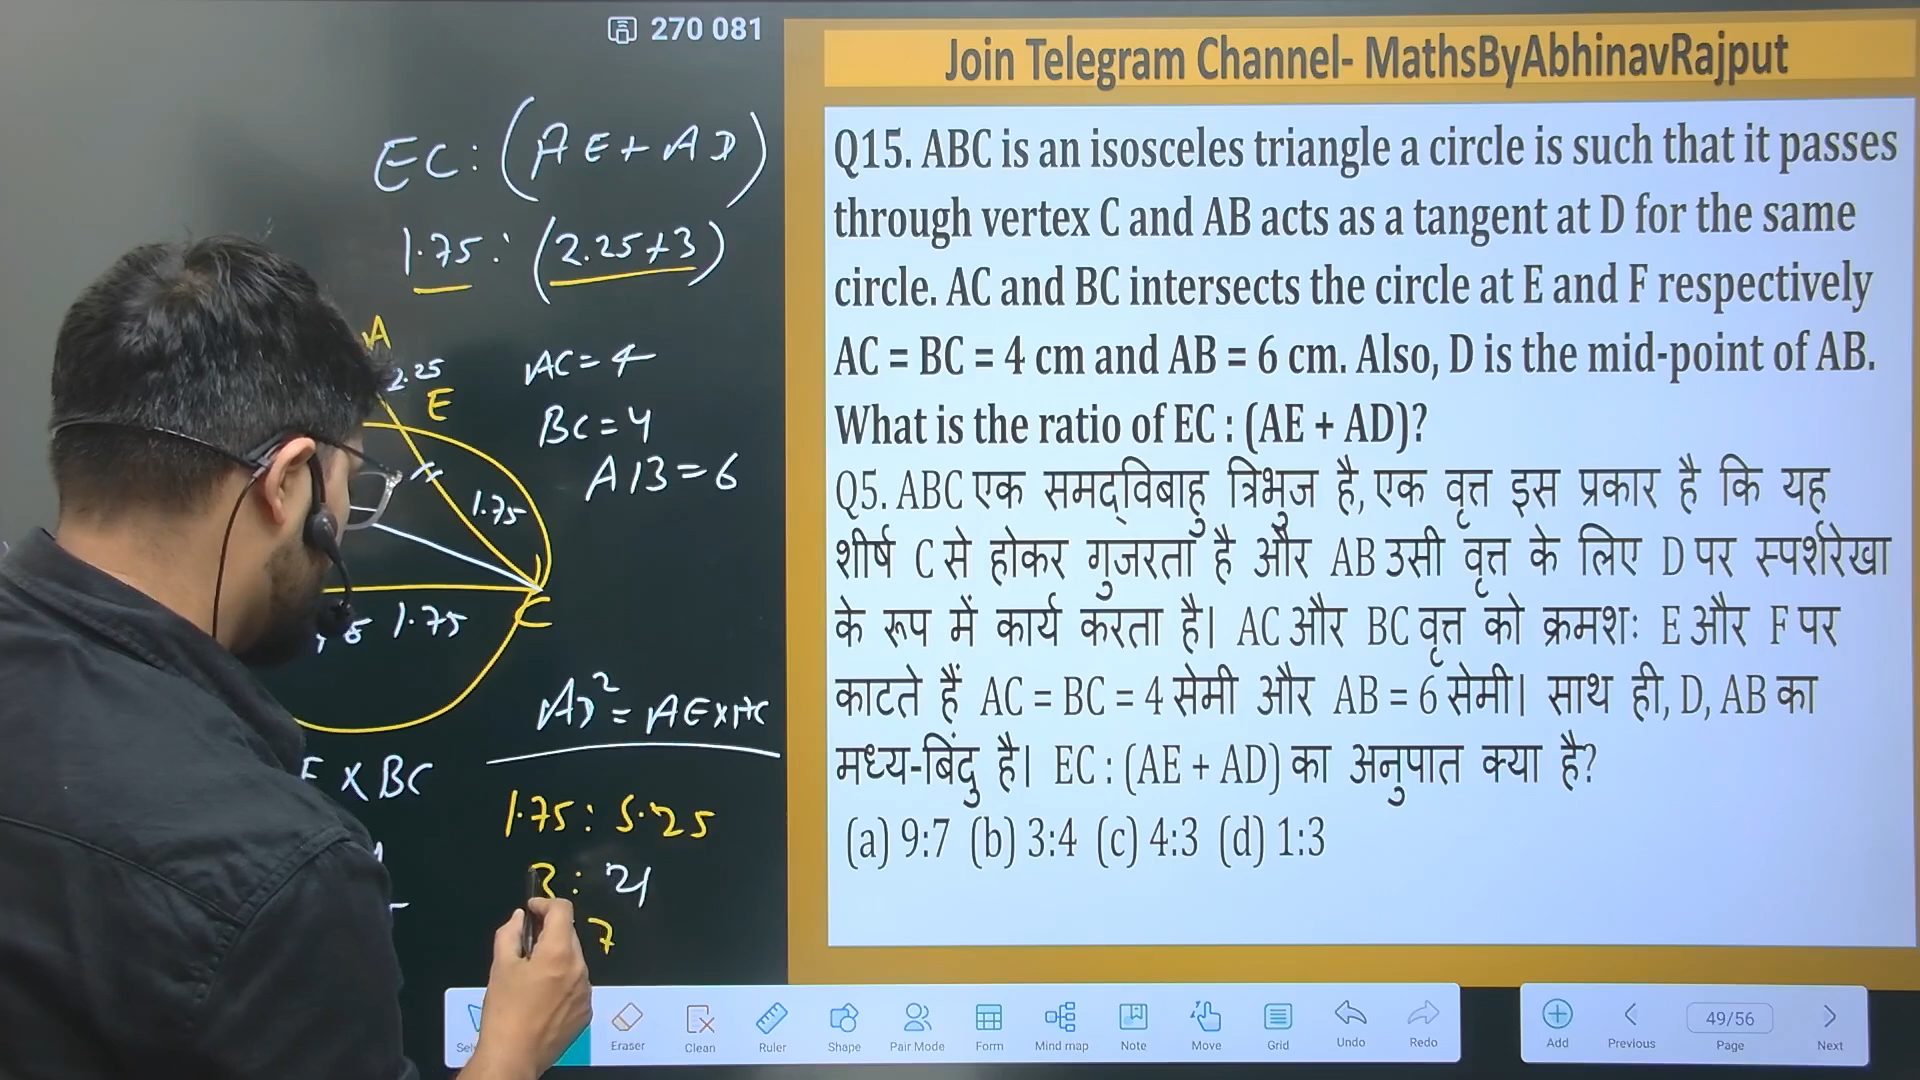 270 081
EC : (AE + AD)
1.75 : (2.25+3)
A
2.25
E
AC = 4
BC = 4
AB = 6
1.75
1.75
C
AD² = AE×AC
× BC
1.75 : 5.25
3 : 21
7
Join Telegram Channel- MathsByAbhinavRajput
Q15. ABC is an isosceles triangle a circle is such that it passes
through vertex C and AB acts as a tangent at D for the same
circle. AC and BC intersects the circle at E and F respectively
AC = BC = 4 cm and AB = 6 cm. Also, D is the mid-point of AB.
What is the ratio of EC : (AE + AD)?
Q5. ABC एक समद्विबाहु त्रिभुज है, एक वृत्त इस प्रकार है कि यह
शीर्ष C से होकर गुजरता है और AB उसी वृत्त के लिए D पर स्पर्शरेखा
के रूप में कार्य करता है। AC और BC वृत्त को क्रमशः E और F पर
काटते हैं AC = BC = 4 सेमी और AB = 6 सेमी। साथ ही, D, AB का
मध्य-बिंदु है। EC : (AE + AD) का अनुपात क्या है?
(a) 9:7 (b) 3:4 (c) 4:3 (d) 1:3
Eraser Clean Ruler Shape Pair Mode Form Mind map Note Move Grid Undo Redo
Add Previous 49/56 Page Next